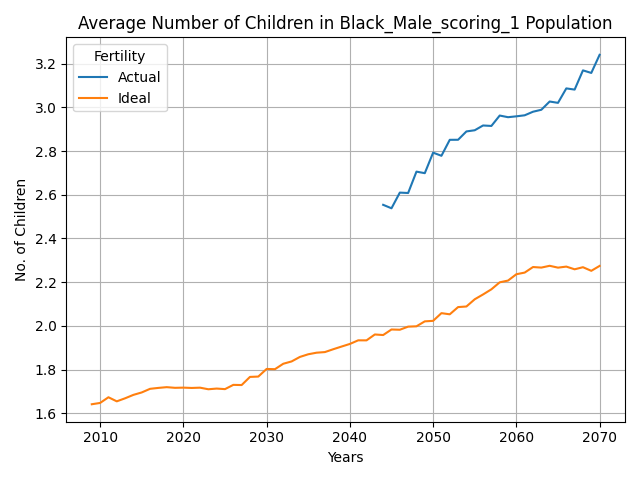 Average Number of Children in Black_Male_scoring_1 Population
Fertility
Actual
Ideal
No. of Children
3.2
3.0
2.8
2.6
2.4
2.2
2.0
1.8
1.6
2010 2020 2030 2040 2050 2060 2070
Years